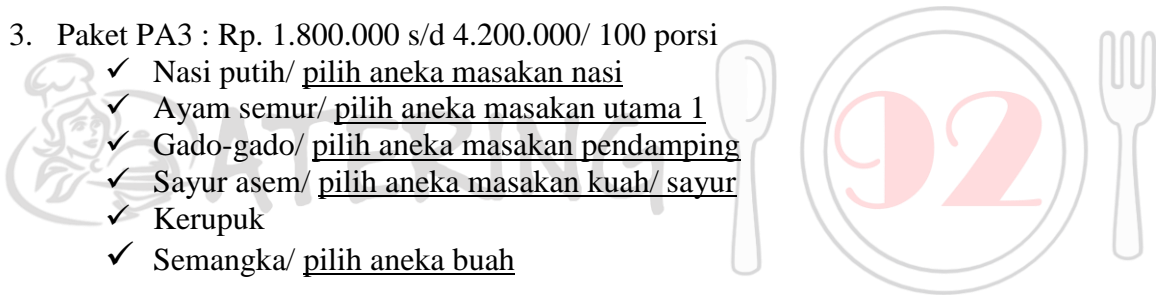 3. Paket PA3 : Rp. 1.800.000 s/d 4.200.000/ 100 porsi
✓ Nasi putih/ pilih aneka masakan nasi
✓ Ayam semur/ pilih aneka masakan utama 1
✓ Gado-gado/ pilih aneka masakan pendamping
✓ Sayur asem/ pilih aneka masakan kuah/ sayur
✓ Kerupuk
✓ Semangka/ pilih aneka buah
CATERING 92